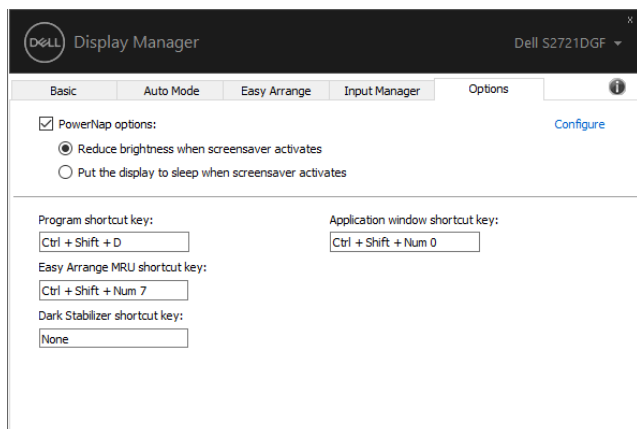 DELL Display Manager
x
Dell S2721DGF
Basic Auto Mode Easy Arrange Input Manager Options i
PowerNap options:
Configure
Reduce brightness when screensaver activates
Put the display to sleep when screensaver activates
Program shortcut key:
Ctrl + Shift + D
Application window shortcut key:
Ctrl + Shift + Num 0
Easy Arrange MRU shortcut key:
Ctrl + Shift + Num 7
Dark Stabilizer shortcut key:
None